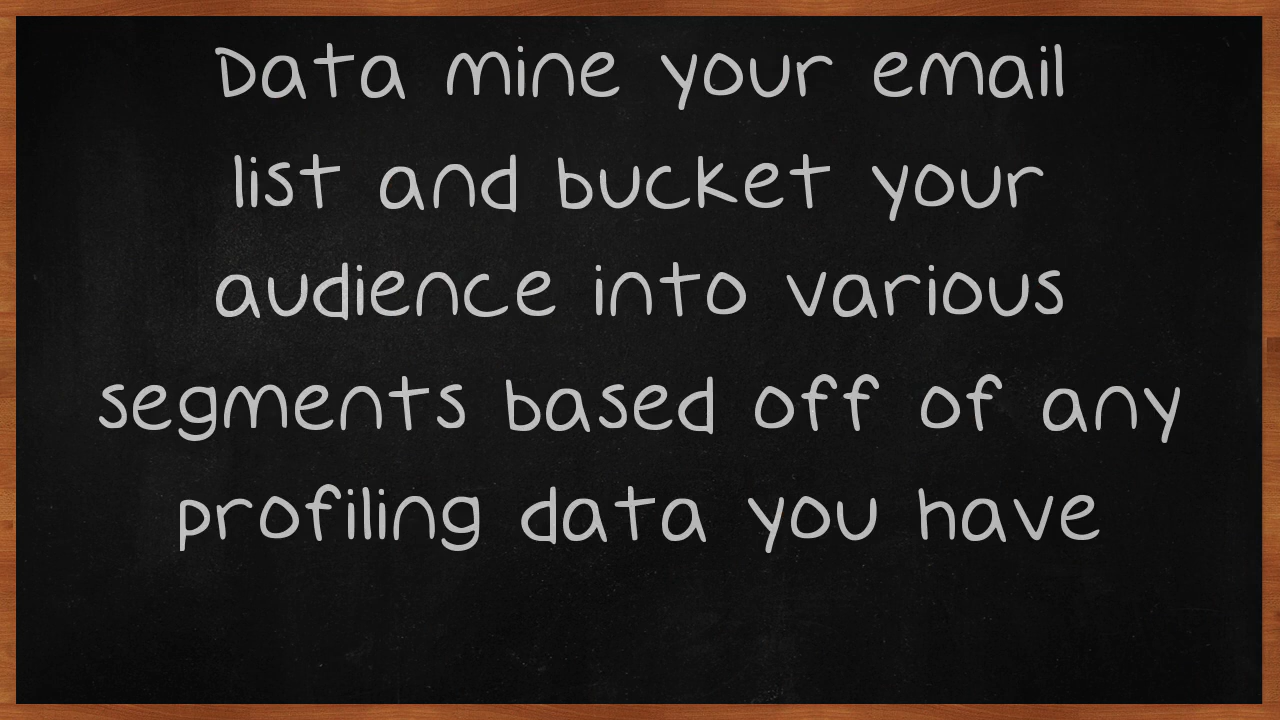 Data mine your email
list and bucket your
audience into various
segments based off of any
profiling data you have